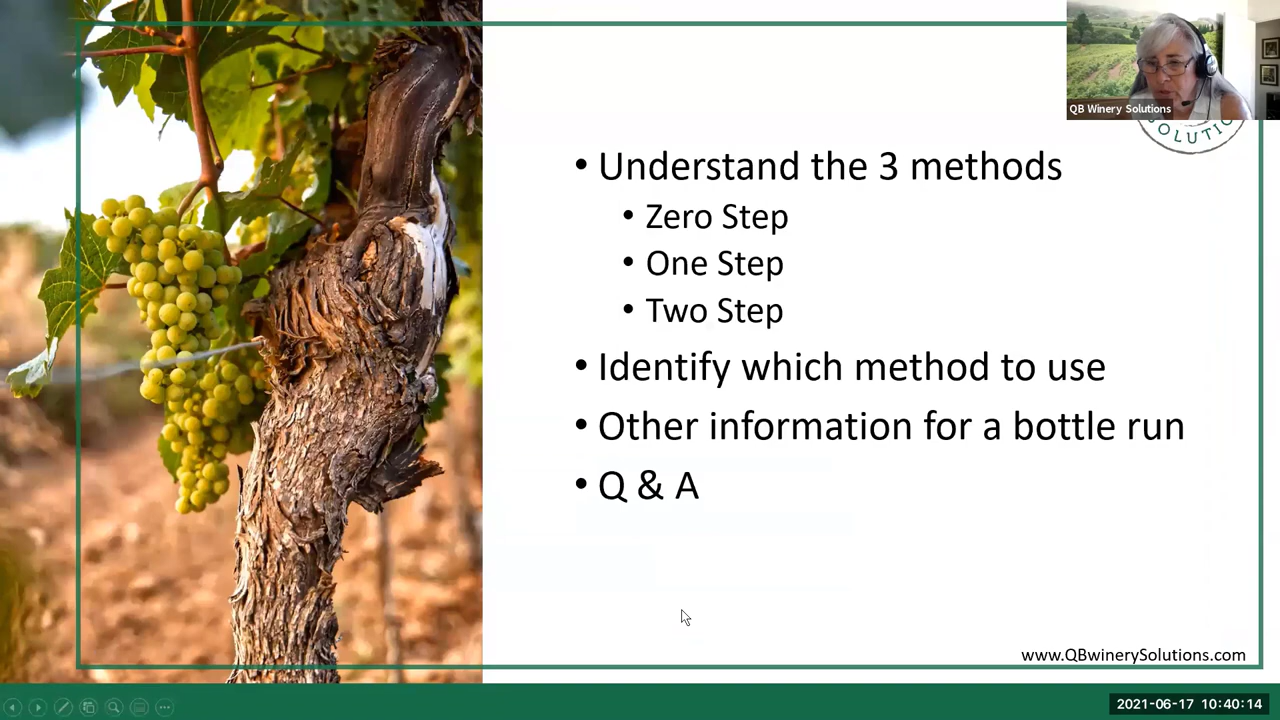 QB Winery Solutions
SOLUTIO
• Understand the 3 methods
• Zero Step
• One Step
• Two Step
• Identify which method to use
• Other information for a bottle run
• Q & A
www.QBwinerySolutions.com
2021-06-17 10:40:14